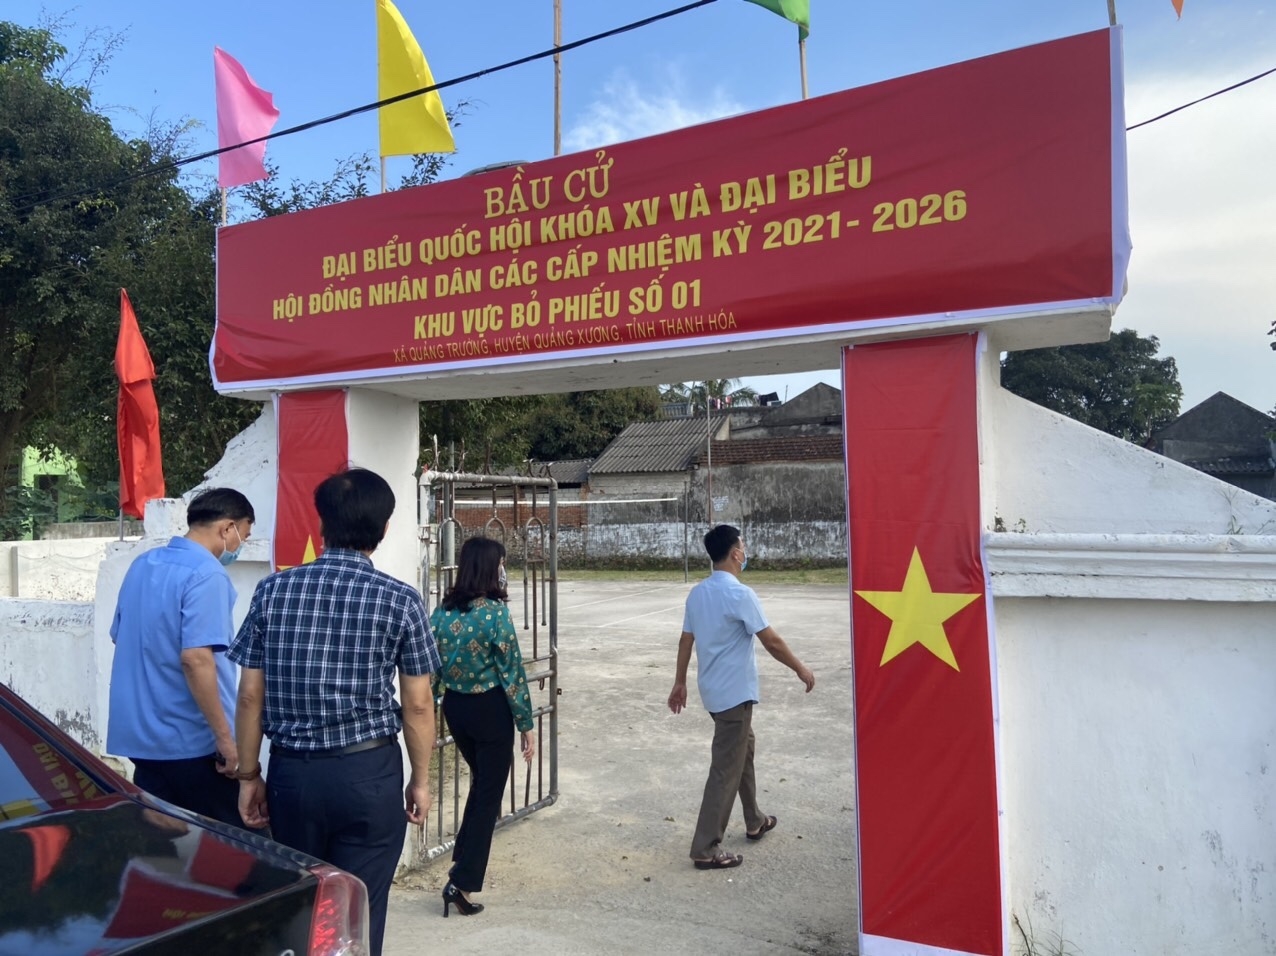 BẦU CỬ
ĐẠI BIỂU QUỐC HỘI KHÓA XV VÀ ĐẠI BIỂU
HỘI ĐỒNG NHÂN DÂN CÁC CẤP NHIỆM KỲ 2021- 2026
KHU VỰC BỎ PHIẾU SỐ 01
XÃ QUẢNG TRƯỜNG, HUYỆN QUẢNG XƯƠNG, TỈNH THANH HÓA